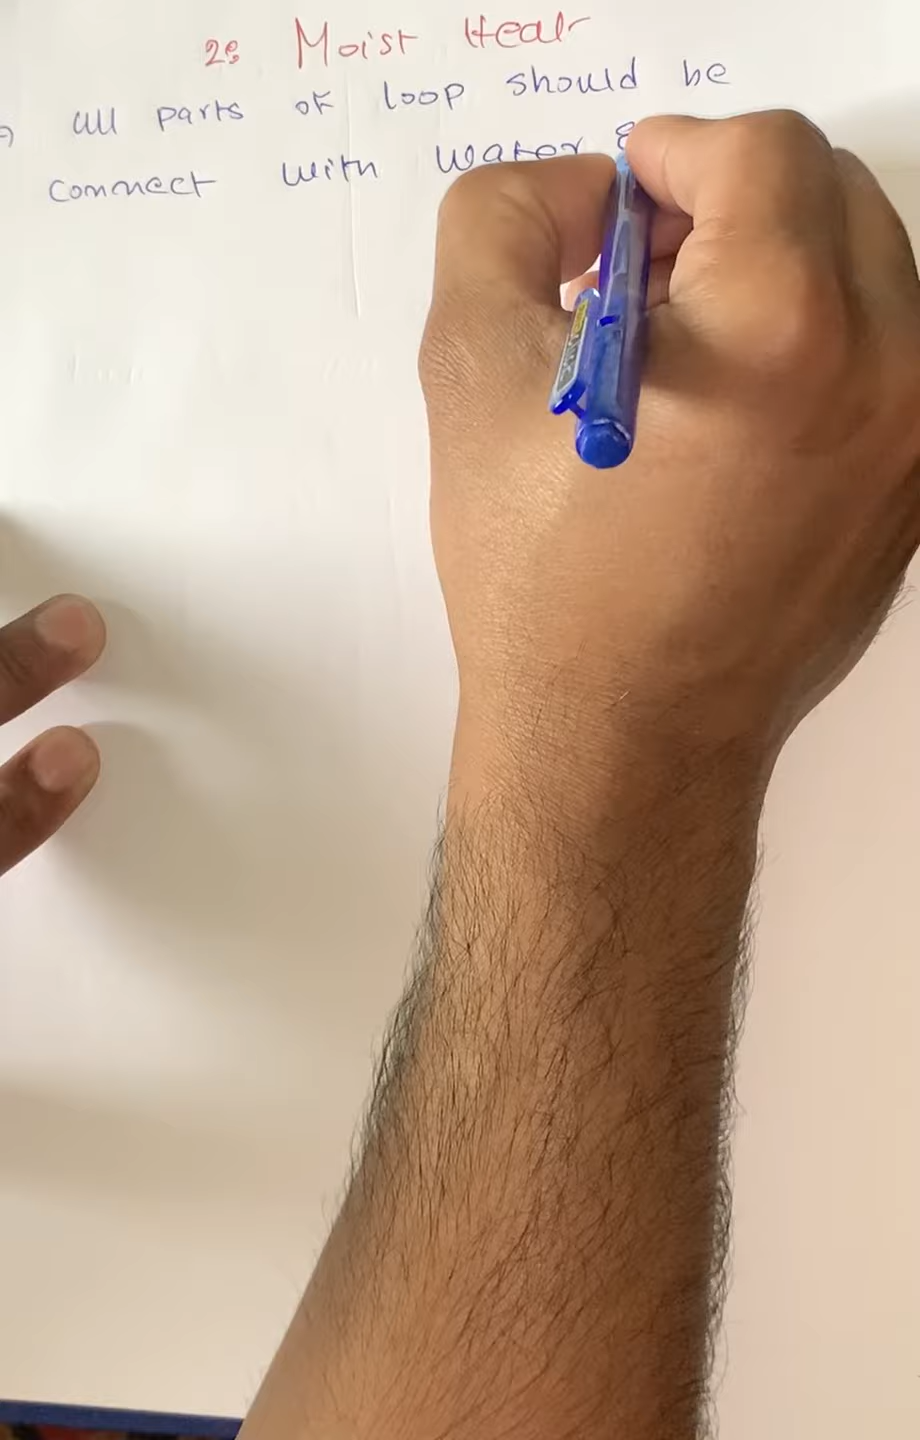 2. Moist Heat
→ all parts of loop should be
connect with water &